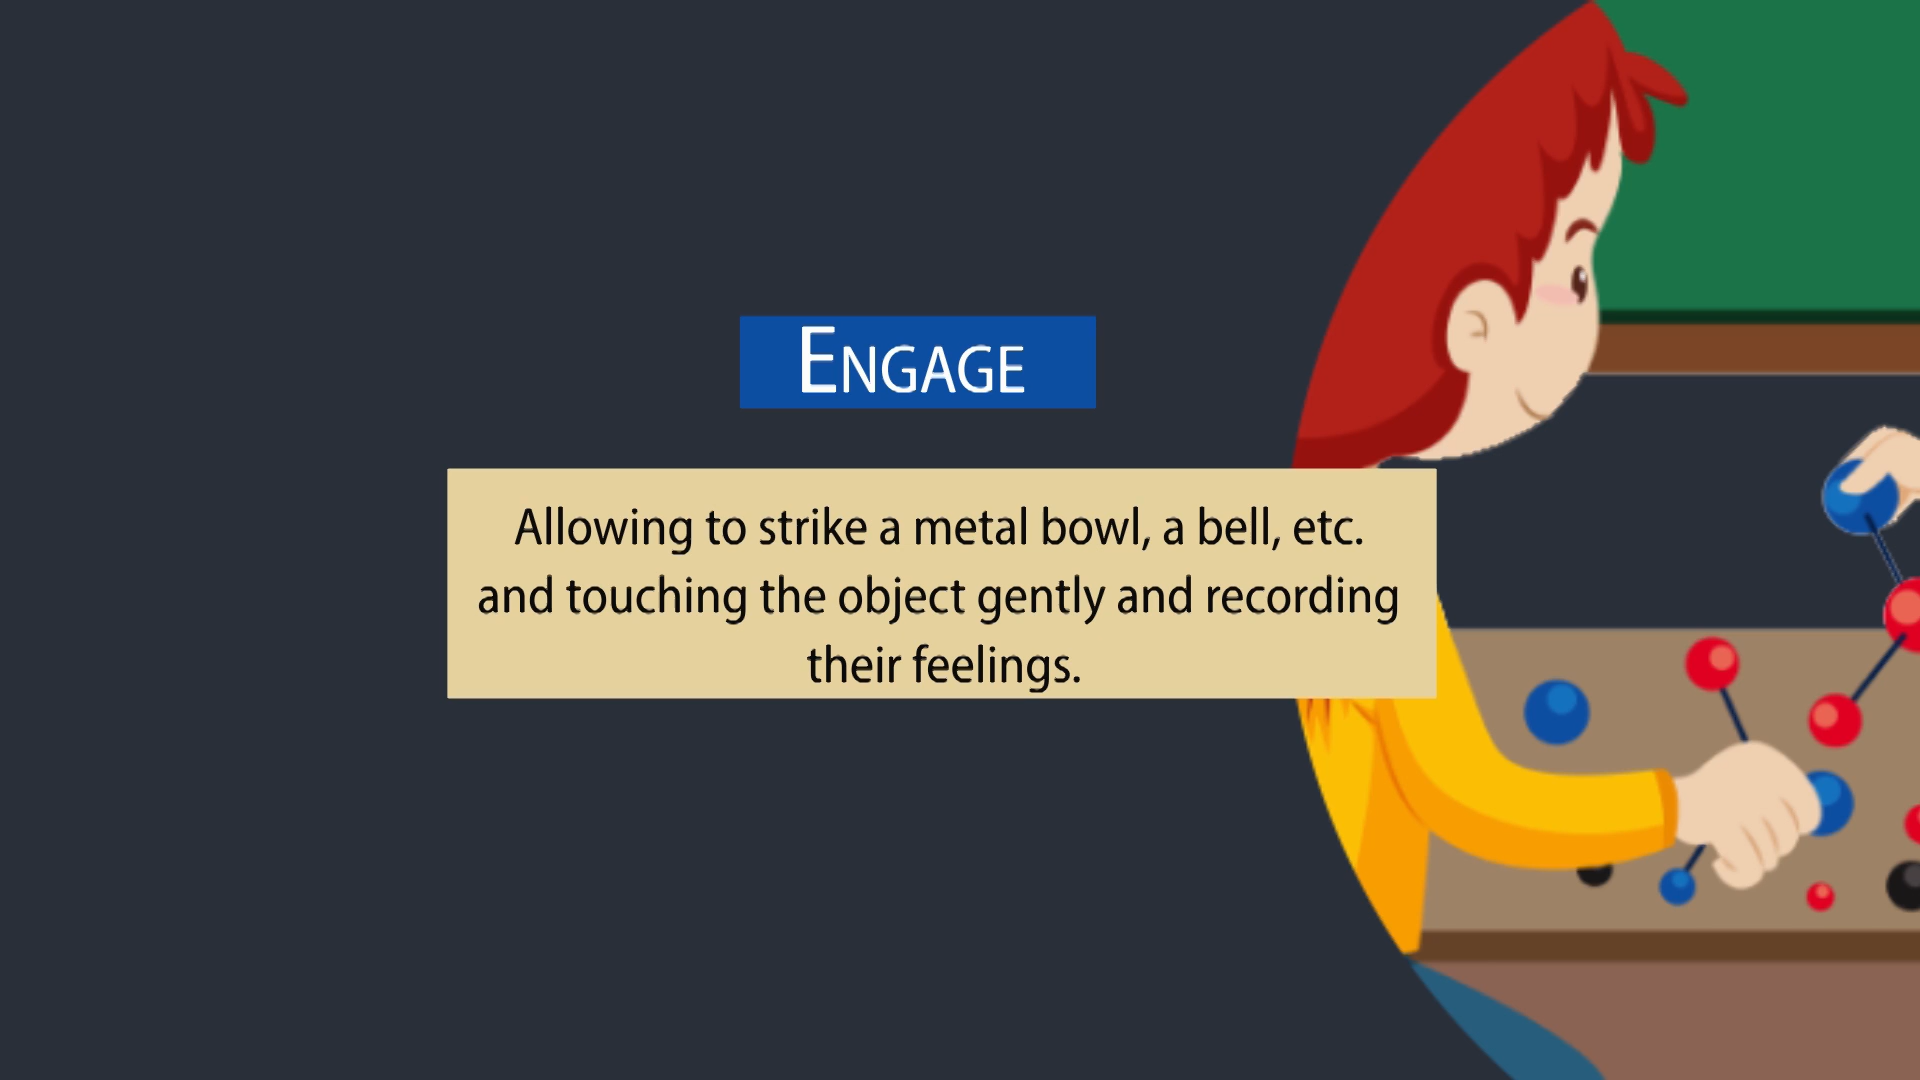 ENGAGE
Allowing to strike a metal bowl, a bell, etc.
and touching the object gently and recording
their feelings.